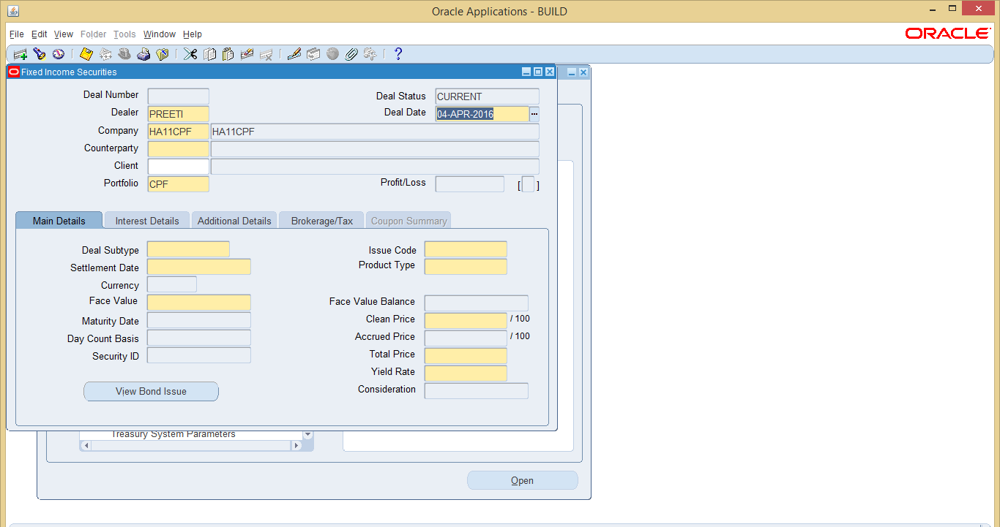 Oracle Applications - BUILD
File Edit View Folder Tools Window Help
ORACLE
Fixed Income Securities
Deal Number
Deal Status CURRENT
Dealer PREETI
Deal Date 04-APR-2016 ...
Company HA11CPF HA11CPF
Counterparty
Client
Portfolio CPF
Profit/Loss [ ]
Main Details Interest Details Additional Details Brokerage/Tax Coupon Summary
Deal Subtype
Issue Code
Settlement Date
Product Type
Currency
Face Value
Face Value Balance
Maturity Date
Clean Price / 100
Day Count Basis
Accrued Price / 100
Security ID
Total Price
Yield Rate
View Bond Issue
Consideration
Treasury System Parameters
Open